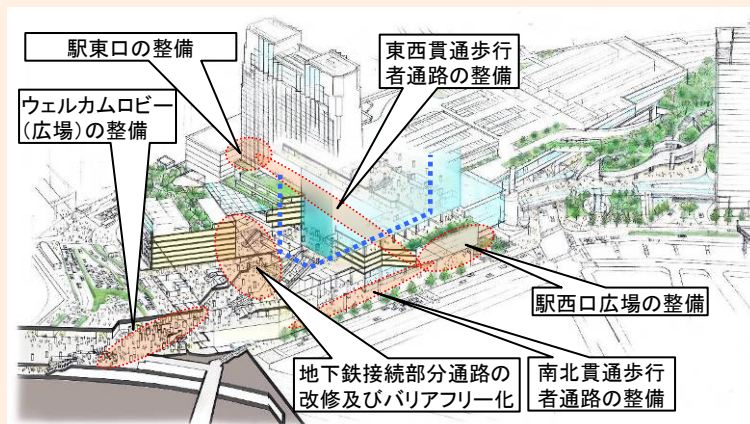 駅東口の整備
東西貫通歩行
者通路の整備
ウェルカムロビー
(広場)の整備
駅西口広場の整備
地下鉄接続部分通路の
改修及びバリアフリー化
南北貫通歩行
者通路の整備